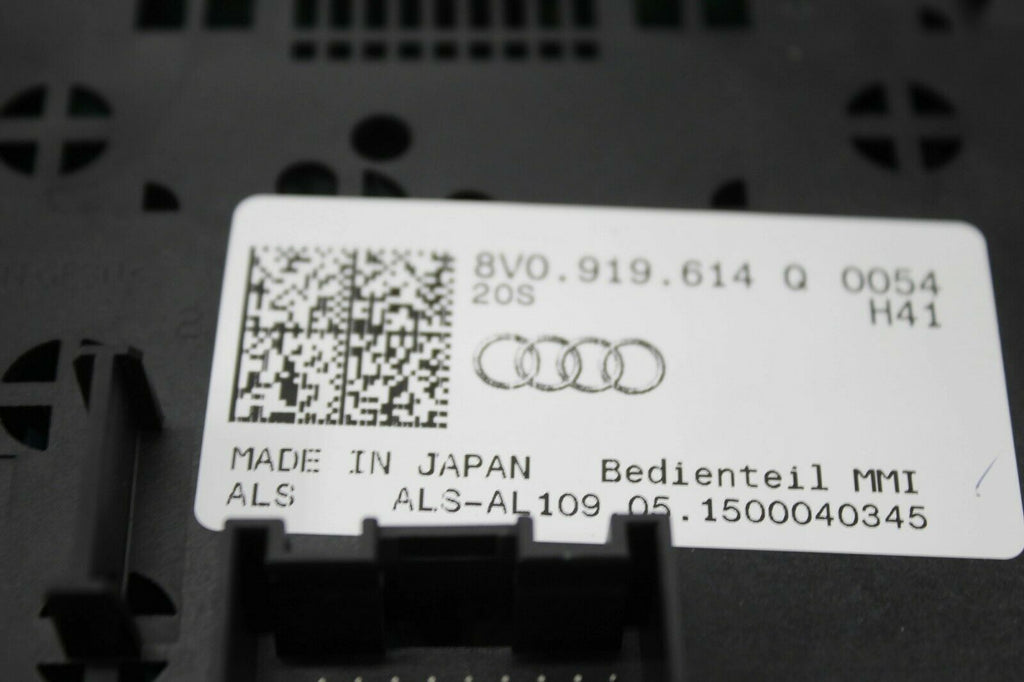 8V0.919.614 Q 0054
20S
H41
MADE IN JAPAN Bedienteil MMI
ALS ALS-AL109 05.1500040345